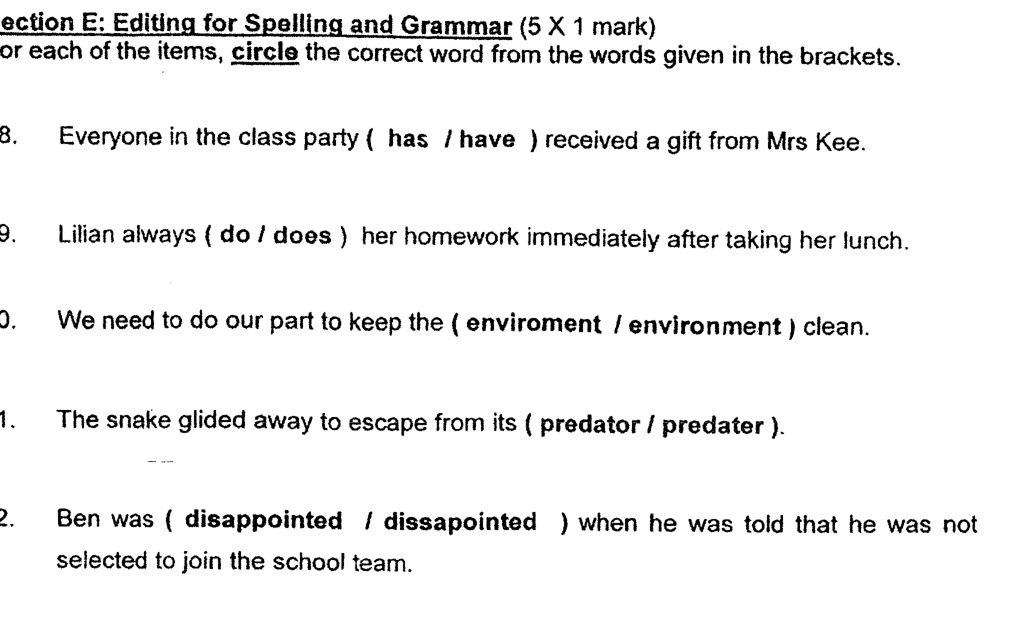 ection E: Editing for Spelling and Grammar (5 X 1 mark)
or each of the items, circle the correct word from the words given in the brackets.
8. Everyone in the class party ( has / have ) received a gift from Mrs Kee.
9. Lilian always ( do / does ) her homework immediately after taking her lunch.
0. We need to do our part to keep the ( enviroment / environment ) clean.
1. The snake glided away to escape from its ( predator / predater ).
2. Ben was ( disappointed / dissapointed ) when he was told that he was not
selected to join the school team.